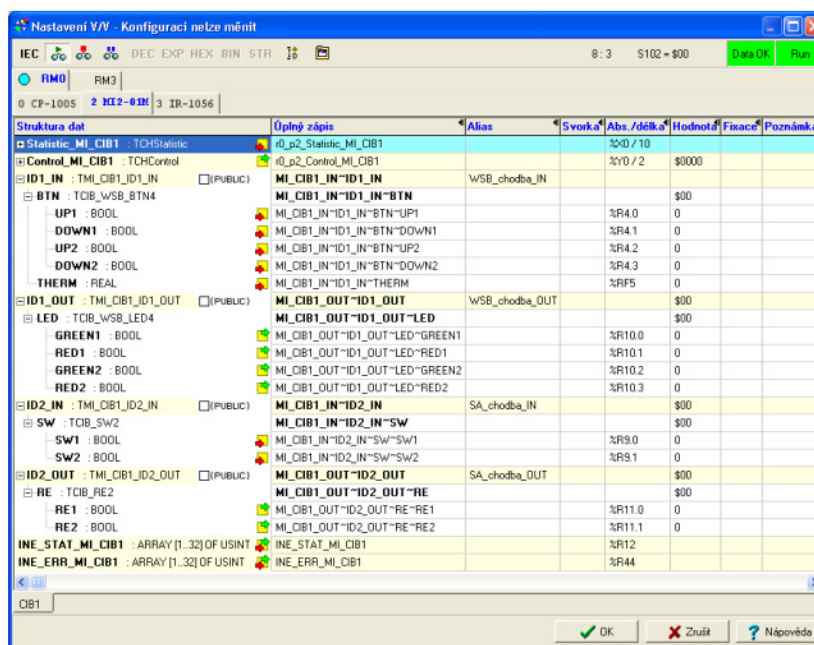 Nastavení V/V - Konfiguraci nelze měnit
IEC DEC EXP HEX BIN STR 8 : 3 S102 = $00 Data OK Run
RM0 RM3
0 CP-1005 2 MI2-01M 3 IR-1056
Struktura dat Úplný zápis Alias Svorka Abs./délka Hodnota Fixace Poznámka
Statistic_MI_CIB1 : TCHStatistic r0_p2_Statistic_MI_CIB1 %X0 / 10
Control_MI_CIB1 : TCHControl r0_p2_Control_MI_CIB1 %Y0 / 2 $0000
ID1_IN : TMI_CIB1_ID1_IN (PUBLIC) MI_CIB1_IN~ID1_IN WSB_chodba_IN
BTN : TCIB_WSB_BTN4 MI_CIB1_IN~ID1_IN~BTN $00
UP1 : BOOL MI_CIB1_IN~ID1_IN~BTN~UP1 %R4.0 0
DOWN1 : BOOL MI_CIB1_IN~ID1_IN~BTN~DOWN1 %R4.1 0
UP2 : BOOL MI_CIB1_IN~ID1_IN~BTN~UP2 %R4.2 0
DOWN2 : BOOL MI_CIB1_IN~ID1_IN~BTN~DOWN2 %R4.3 0
THERM : REAL MI_CIB1_IN~ID1_IN~THERM %RF5 0
ID1_OUT : TMI_CIB1_ID1_OUT (PUBLIC) MI_CIB1_OUT~ID1_OUT WSB_chodba_OUT $00
LED : TCIB_WSB_LED4 MI_CIB1_OUT~ID1_OUT~LED $00
GREEN1 : BOOL MI_CIB1_OUT~ID1_OUT~LED~GREEN1 %R10.0 0
RED1 : BOOL MI_CIB1_OUT~ID1_OUT~LED~RED1 %R10.1 0
GREEN2 : BOOL MI_CIB1_OUT~ID1_OUT~LED~GREEN2 %R10.2 0
RED2 : BOOL MI_CIB1_OUT~ID1_OUT~LED~RED2 %R10.3 0
ID2_IN : TMI_CIB1_ID2_IN (PUBLIC) MI_CIB1_IN~ID2_IN SA_chodba_IN $00
SW : TCIB_SW2 MI_CIB1_IN~ID2_IN~SW $00
SW1 : BOOL MI_CIB1_IN~ID2_IN~SW~SW1 %R9.0 0
SW2 : BOOL MI_CIB1_IN~ID2_IN~SW~SW2 %R9.1 0
ID2_OUT : TMI_CIB1_ID2_OUT (PUBLIC) MI_CIB1_OUT~ID2_OUT SA_chodba_OUT $00
RE : TCIB_RE2 MI_CIB1_OUT~ID2_OUT~RE $00
RE1 : BOOL MI_CIB1_OUT~ID2_OUT~RE~RE1 %R11.0 0
RE2 : BOOL MI_CIB1_OUT~ID2_OUT~RE~RE2 %R11.1 0
INE_STAT_MI_CIB1 : ARRAY [1..32] OF USINT INE_STAT_MI_CIB1 %R12
INE_ERR_MI_CIB1 : ARRAY [1..32] OF USINT INE_ERR_MI_CIB1 %R44
CIB1
OK Zrušit Nápověda